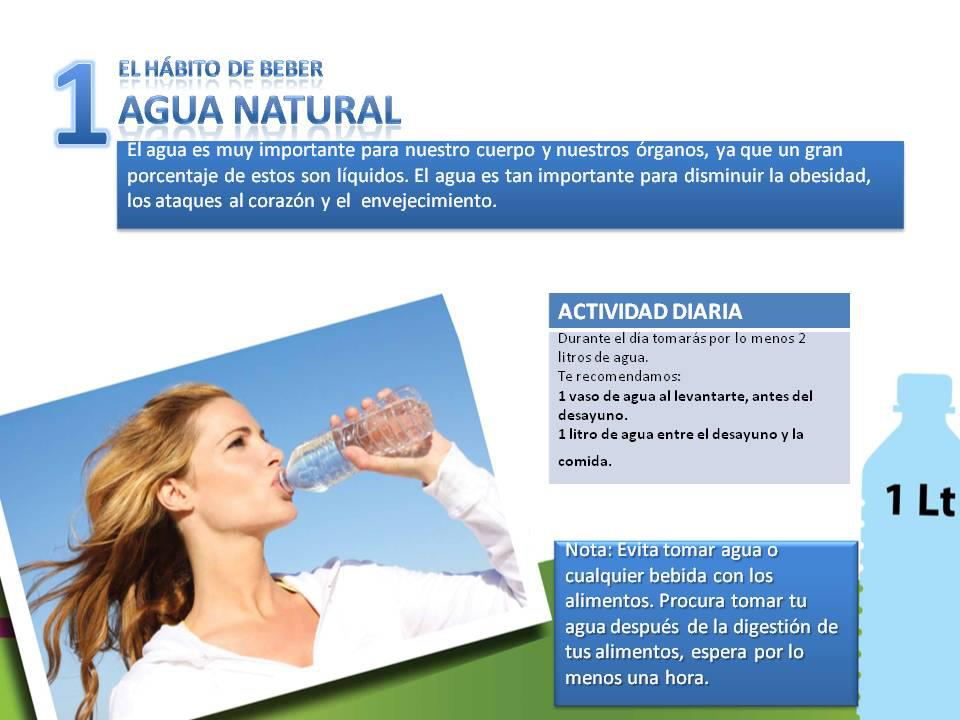 1
EL HÁBITO DE BEBER
AGUA NATURAL
El agua es muy importante para nuestro cuerpo y nuestros órganos, ya que un gran
porcentaje de estos son líquidos. El agua es tan importante para disminuir la obesidad,
los ataques al corazón y el envejecimiento.
ACTIVIDAD DIARIA
Durante el día tomarás por lo menos 2
litros de agua.
Te recomendamos:
1 vaso de agua al levantarte, antes del
desayuno.
1 litro de agua entre el desayuno y la
comida.
1 Lt
Nota: Evita tomar agua o
cualquier bebida con los
alimentos. Procura tomar tu
agua después de la digestión de
tus alimentos, espera por lo
menos una hora.